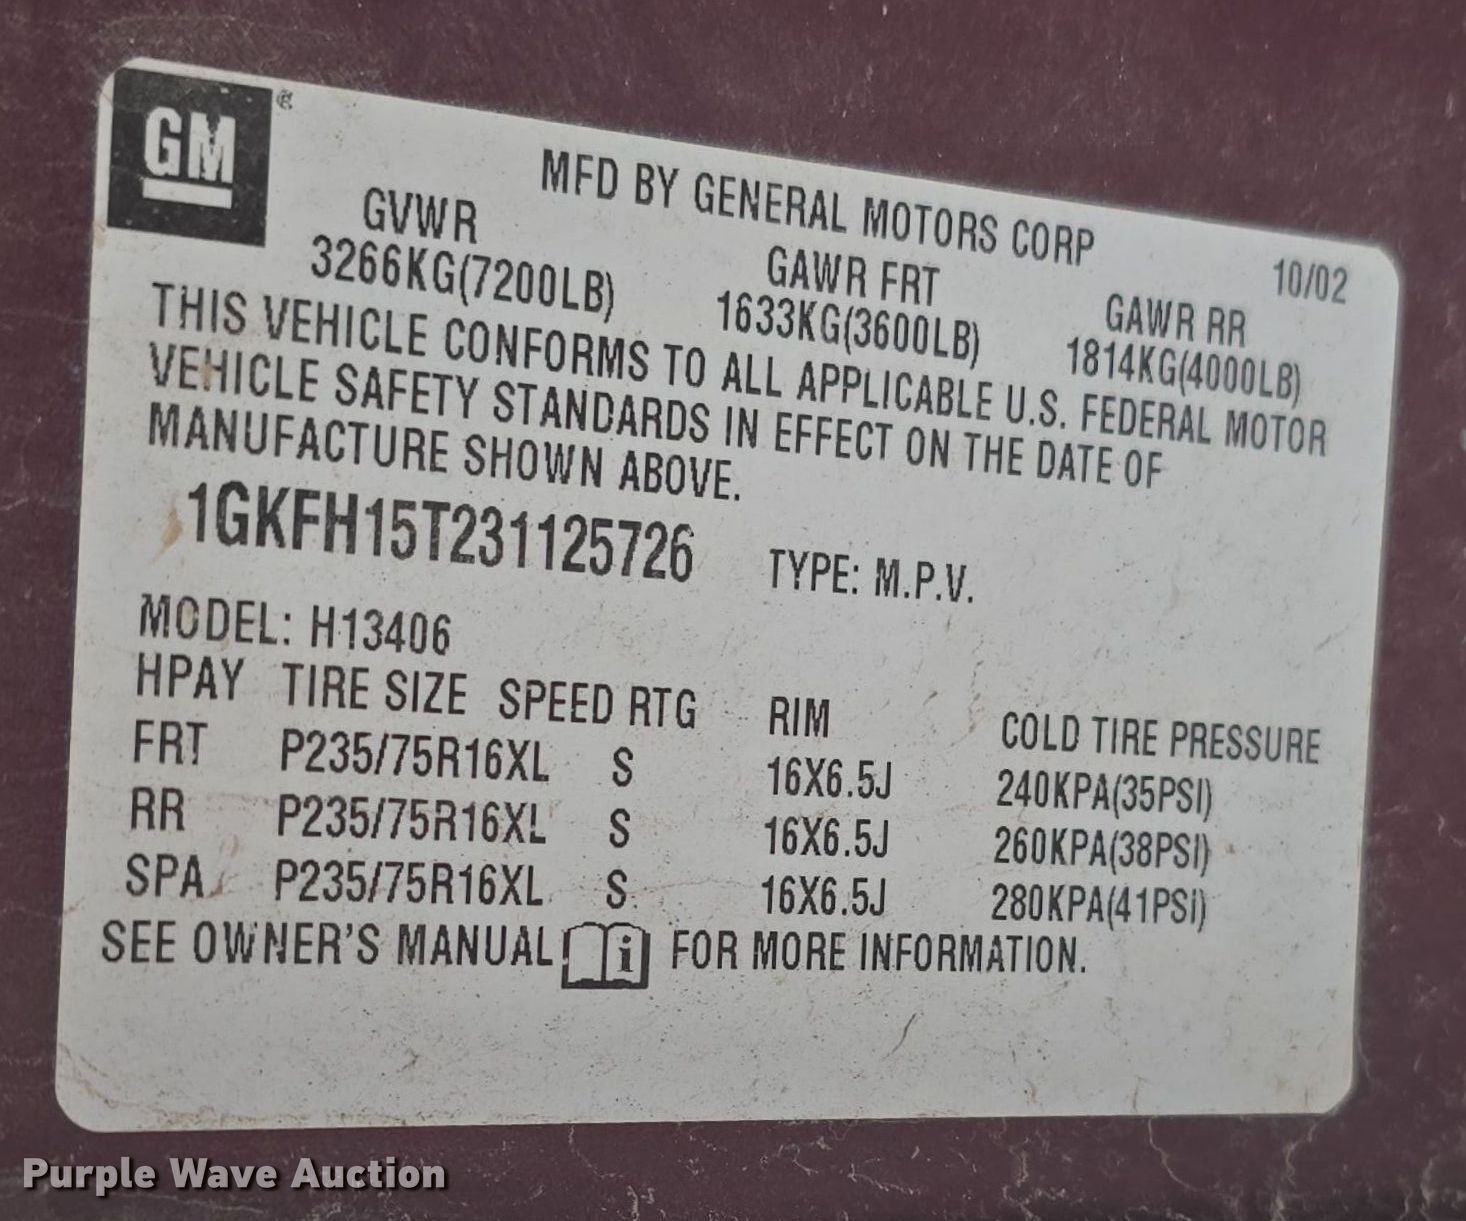 GM ®
MFD BY GENERAL MOTORS CORP
10/02
GVWR GAWR FRT GAWR RR
3266KG(7200LB) 1633KG(3600LB) 1814KG(4000LB)
THIS VEHICLE CONFORMS TO ALL APPLICABLE U.S. FEDERAL MOTOR
VEHICLE SAFETY STANDARDS IN EFFECT ON THE DATE OF
MANUFACTURE SHOWN ABOVE.
1GKFH15T231125726 TYPE: M.P.V.
MODEL: H13406
HPAY TIRE SIZE SPEED RTG RIM COLD TIRE PRESSURE
FRT P235/75R16XL S 16X6.5J 240KPA(35PSI)
RR P235/75R16XL S 16X6.5J 260KPA(38PSI)
SPA P235/75R16XL S 16X6.5J 280KPA(41PSI)
SEE OWNER'S MANUAL i FOR MORE INFORMATION.
Purple Wave Auction